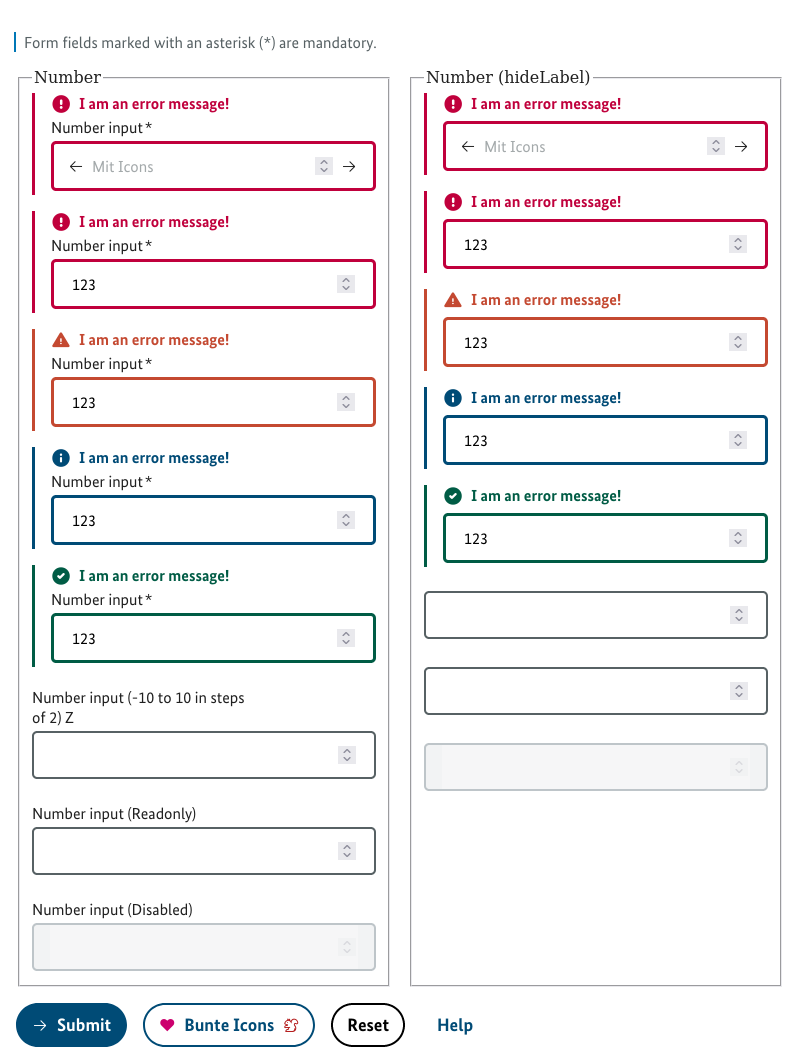 Form fields marked with an asterisk (*) are mandatory.
Number
I am an error message!
Number input *
Mit Icons
I am an error message!
Number input *
123
I am an error message!
Number input *
123
I am an error message!
Number input *
123
I am an error message!
Number input *
123
Number input (-10 to 10 in steps
of 2) Z
Number input (Readonly)
Number input (Disabled)
Number (hideLabel)
I am an error message!
Mit Icons
I am an error message!
123
I am an error message!
123
I am an error message!
123
I am an error message!
123
Submit
Bunte Icons
Reset
Help